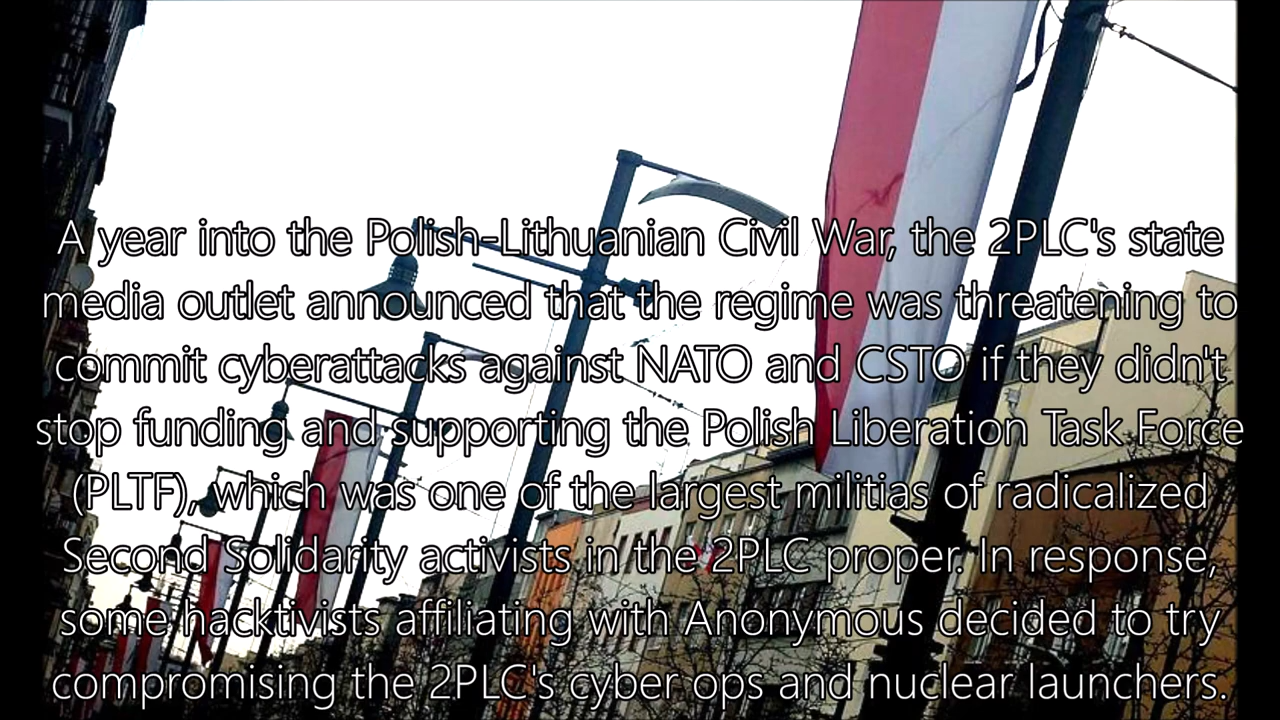 A year into the Polish-Lithuanian Civil War, the 2PLC's state
media outlet announced that the regime was threatening to
commit cyberattacks against NATO and CSTO if they didn't
stop funding and supporting the Polish Liberation Task Force
(PLTF), which was one of the largest militias of radicalized
Second Solidarity activists in the 2PLC proper. In response,
some hacktivists affiliating with Anonymous decided to try
compromising the 2PLC's cyber ops and nuclear launchers.